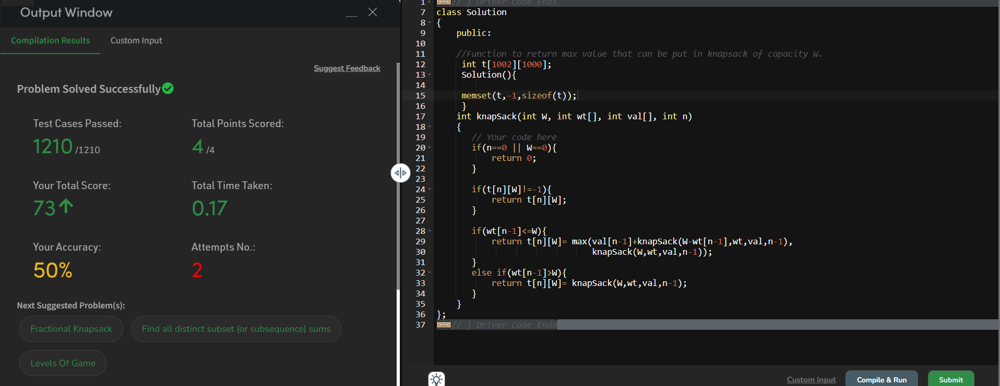 Output Window
Compilation Results
Custom Input
Suggest Feedback
Problem Solved Successfully
Test Cases Passed:
1210 /1210
Total Points Scored:
4 /4
Your Total Score:
73
Total Time Taken:
0.17
Your Accuracy:
50%
Attempts No.:
2
Next Suggested Problem(s):
Fractional Knapsack
Find all distinct subset (or subsequence) sums
Levels Of Game
1 // } Driver Code Ends
7 class Solution
8 {
9     public:
10
11     //Function to return max value that can be put in knapsack of capacity W.
12      int t[1002][1000];
13      Solution(){
14
15      memset(t,-1,sizeof(t));
16      }
17     int knapSack(int W, int wt[], int val[], int n)
18     {
19        // Your code here
20        if(n==0 || W==0){
21            return 0;
22        }
23
24        if(t[n][W]!=-1){
25            return t[n][W];
26        }
27
28        if(wt[n-1]<=W){
29            return t[n][W]= max(val[n-1]+knapSack(W-wt[n-1],wt,val,n-1),
30                                knapSack(W,wt,val,n-1));
31        }
32        else if(wt[n-1]>W){
33            return t[n][W]= knapSack(W,wt,val,n-1);
34        }
35     }
36 };
37 // } Driver Code Ends
Custom Input
Compile & Run
Submit